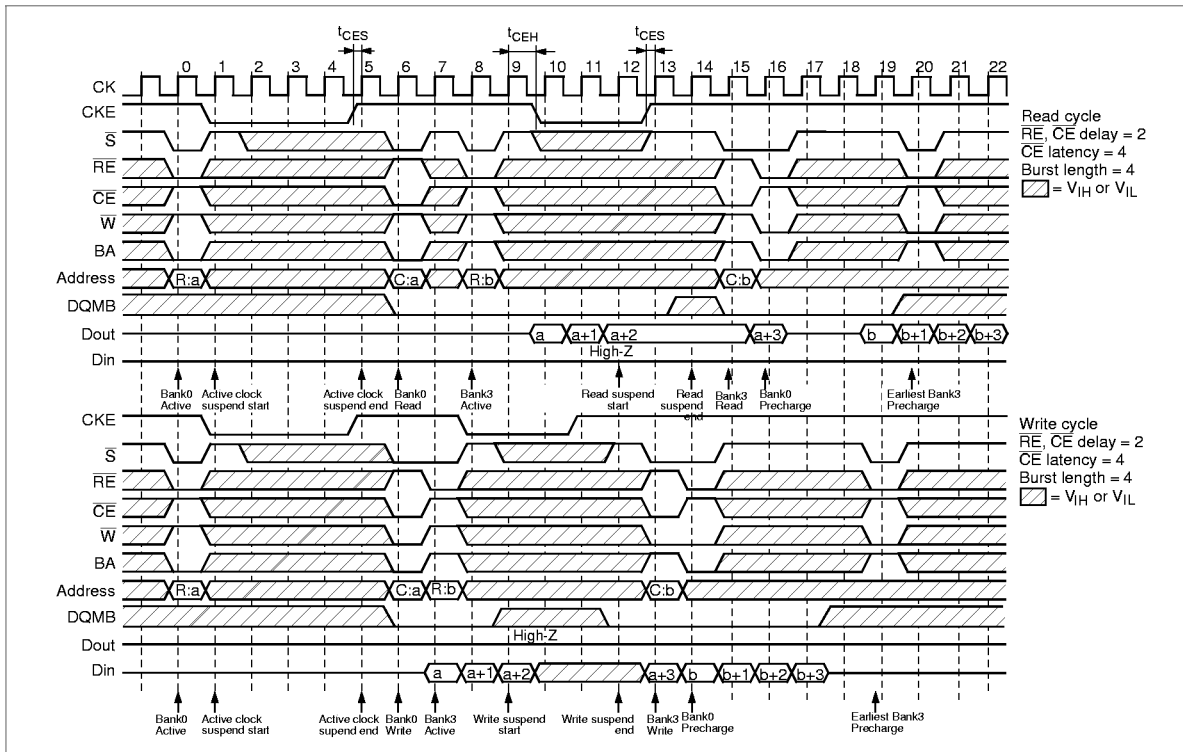 tCES tCEH tCES
0 1 2 3 4 5 6 7 8 9 10 11 12 13 14 15 16 17 18 19 20 21 22
CK
CKE
S
RE
CE
W
BA
Address R:a C:a R:b C:b
DQMB
Dout a a+1 a+2 a+3 b b+1 b+2 b+3
High-Z
Din
Bank0 Active
Active clock suspend start
Active clock suspend end
Bank0 Read
Bank3 Active
Read suspend start
Read suspend end
Bank3 Read
Bank0 Precharge
Earliest Bank3 Precharge
Read cycle
RE, CE delay = 2
CE latency = 4
Burst length = 4
= VIH or VIL
CKE
S
RE
CE
W
BA
Address R:a C:a R:b C:b
DQMB
High-Z
Dout
Din a a+1 a+2 a+3 b b+1 b+2 b+3
Bank0 Active
Active clock suspend start
Active clock supend end
Bank0 Write
Bank3 Active
Write suspend start
Write suspend end
Bank3 Write
Bank0 Precharge
Earliest Bank3 Precharge
Write cycle
RE, CE delay = 2
CE latency = 4
Burst length = 4
= VIH or VIL